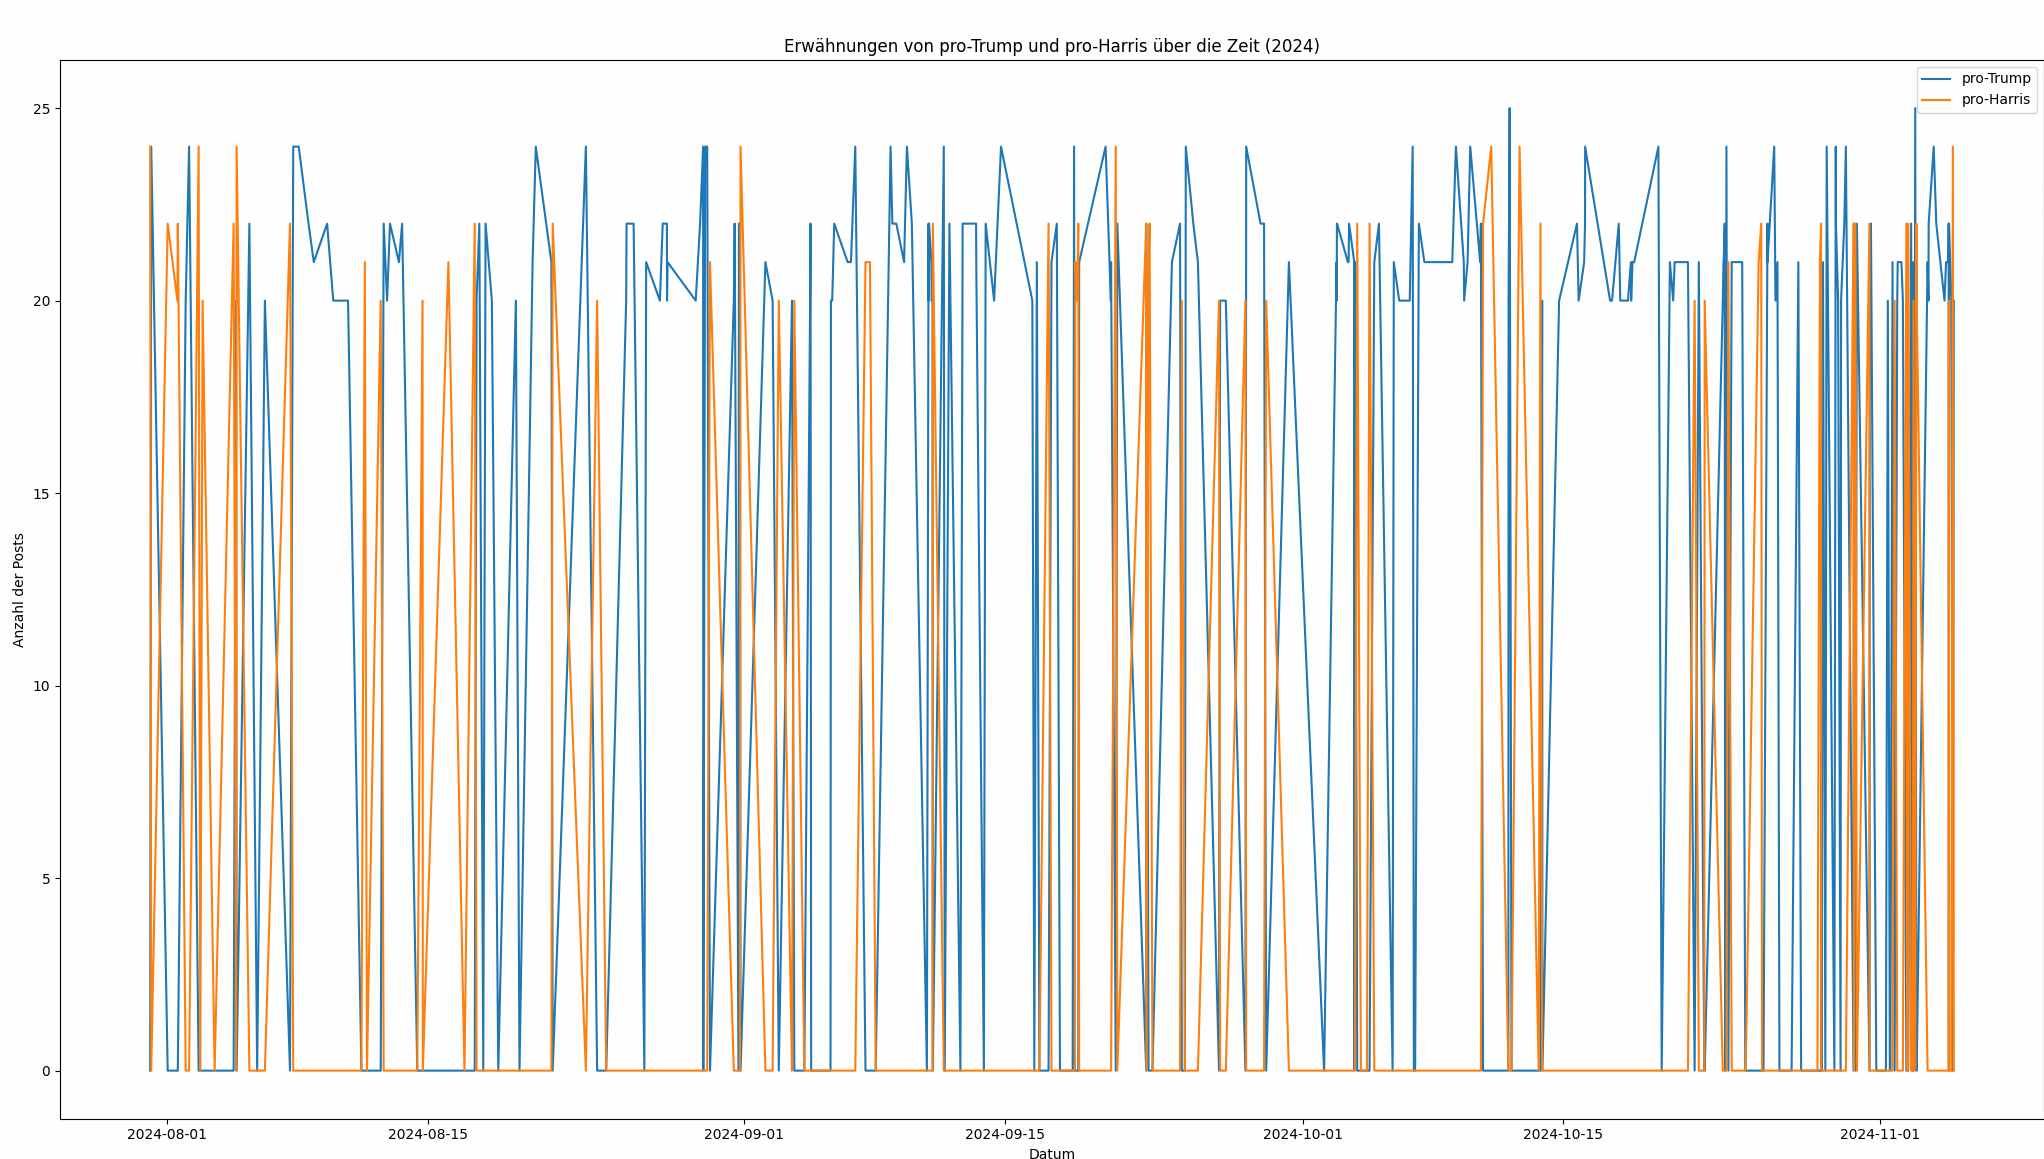 Erwähnungen von pro-Trump und pro-Harris über die Zeit (2024)
pro-Trump
pro-Harris
Anzahl der Posts
25
20
15
10
5
0
2024-08-01
2024-08-15
2024-09-01
2024-09-15
2024-10-01
2024-10-15
2024-11-01
Datum